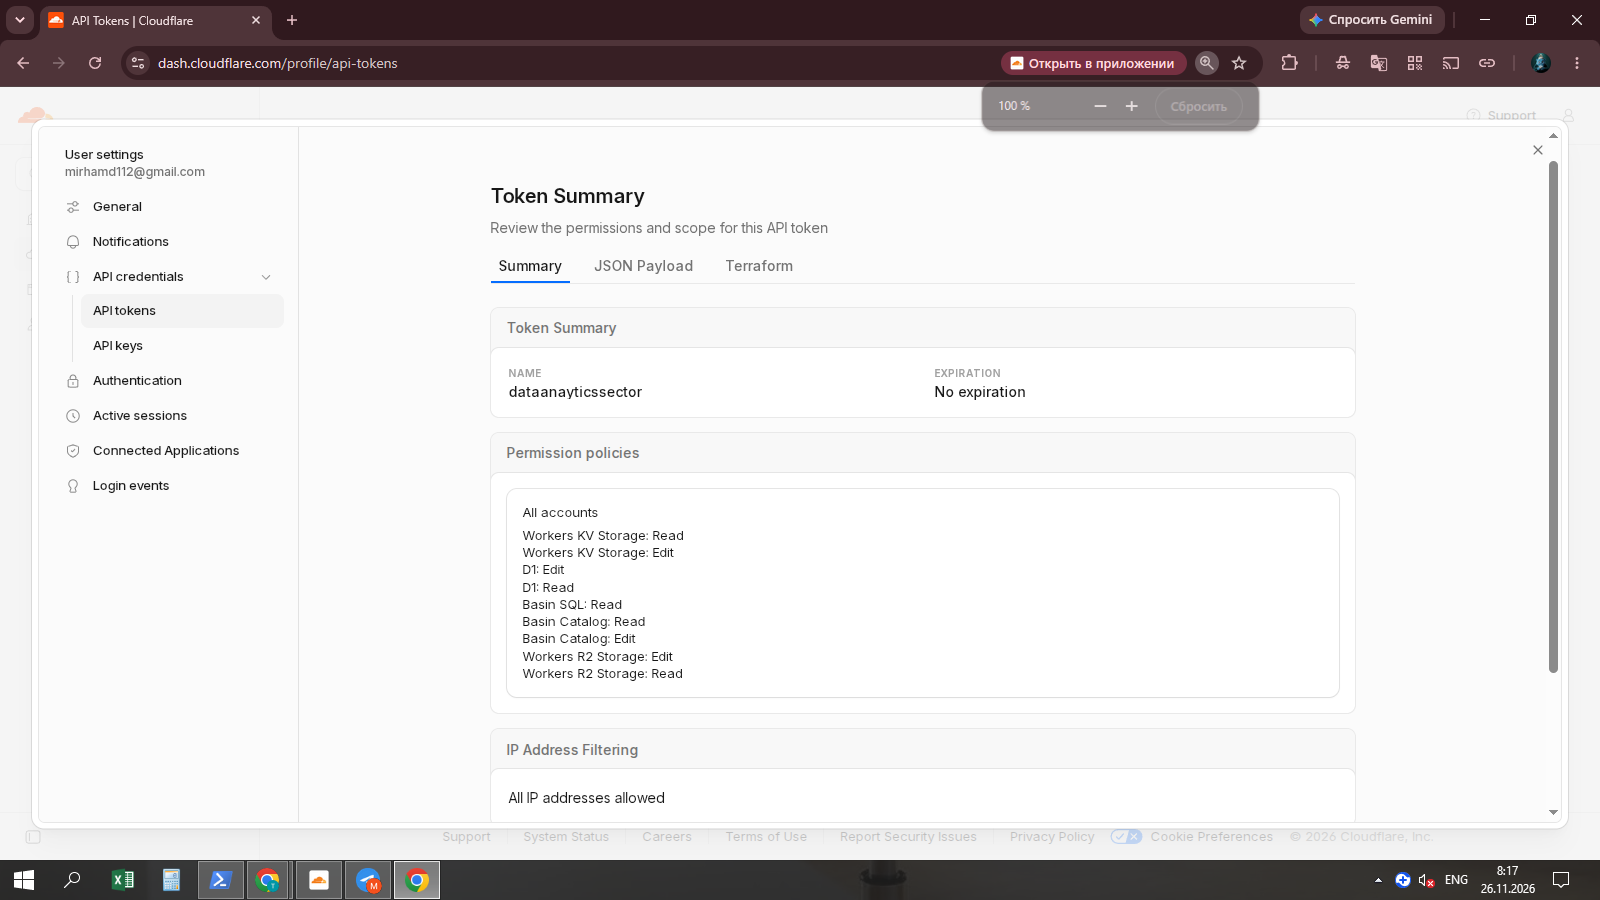 API Tokens | Cloudflare
Спросить Gemini
dash.cloudflare.com/profile/api-tokens
Открыть в приложении
100 %
Сбросить
Support
User settings
mirhamd112@gmail.com
General
Notifications
API credentials
API tokens
API keys
Authentication
Active sessions
Connected Applications
Login events
Token Summary
Review the permissions and scope for this API token
Summary
JSON Payload
Terraform
Token Summary
NAME
dataanayticssector
EXPIRATION
No expiration
Permission policies
All accounts
Workers KV Storage: Read
Workers KV Storage: Edit
D1: Edit
D1: Read
Basin SQL: Read
Basin Catalog: Read
Basin Catalog: Edit
Workers R2 Storage: Edit
Workers R2 Storage: Read
IP Address Filtering
All IP addresses allowed
Support
System Status
Careers
Terms of Use
Report Security Issues
Privacy Policy
Cookie Preferences
© 2026 Cloudflare, Inc.
ENG
8:17
26.11.2026